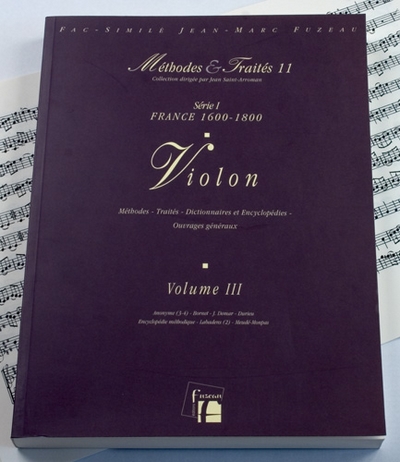 Fac-Similé Jean-Marc Fuzeau
Méthodes & Traités 11
Collection dirigée par Jean Saint-Arroman
Série I
FRANCE 1600-1800
Violon
Méthodes - Traités - Dictionnaires et Encyclopédies -
Ouvrages généraux
Volume III
Anonyme (3-4) - Bornet - J. Demar - Durieu
Encyclopédie méthodique - Labadens (2) - Meude-Monpas
fuzeau